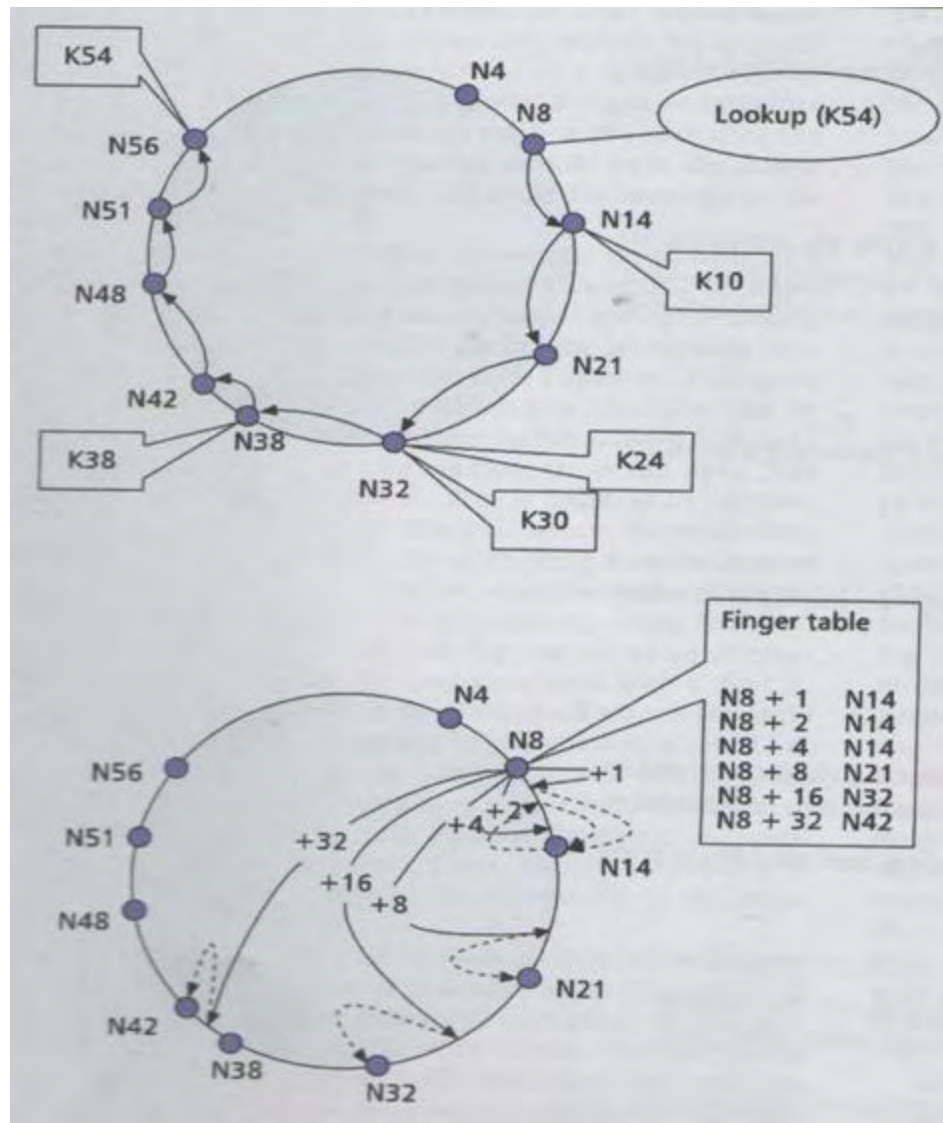 K54
N4
N8
Lookup (K54)
N56
N51
N14
K10
N48
N21
N42
N38
K38
N32
K24
K30
Finger table
N8 + 1 N14
N8 + 2 N14
N8 + 4 N14
N8 + 8 N21
N8 + 16 N32
N8 + 32 N42
N4
N8
N56
+1
+2
+4
N51
+32
N14
+16
+8
N48
N21
N42
N38
N32